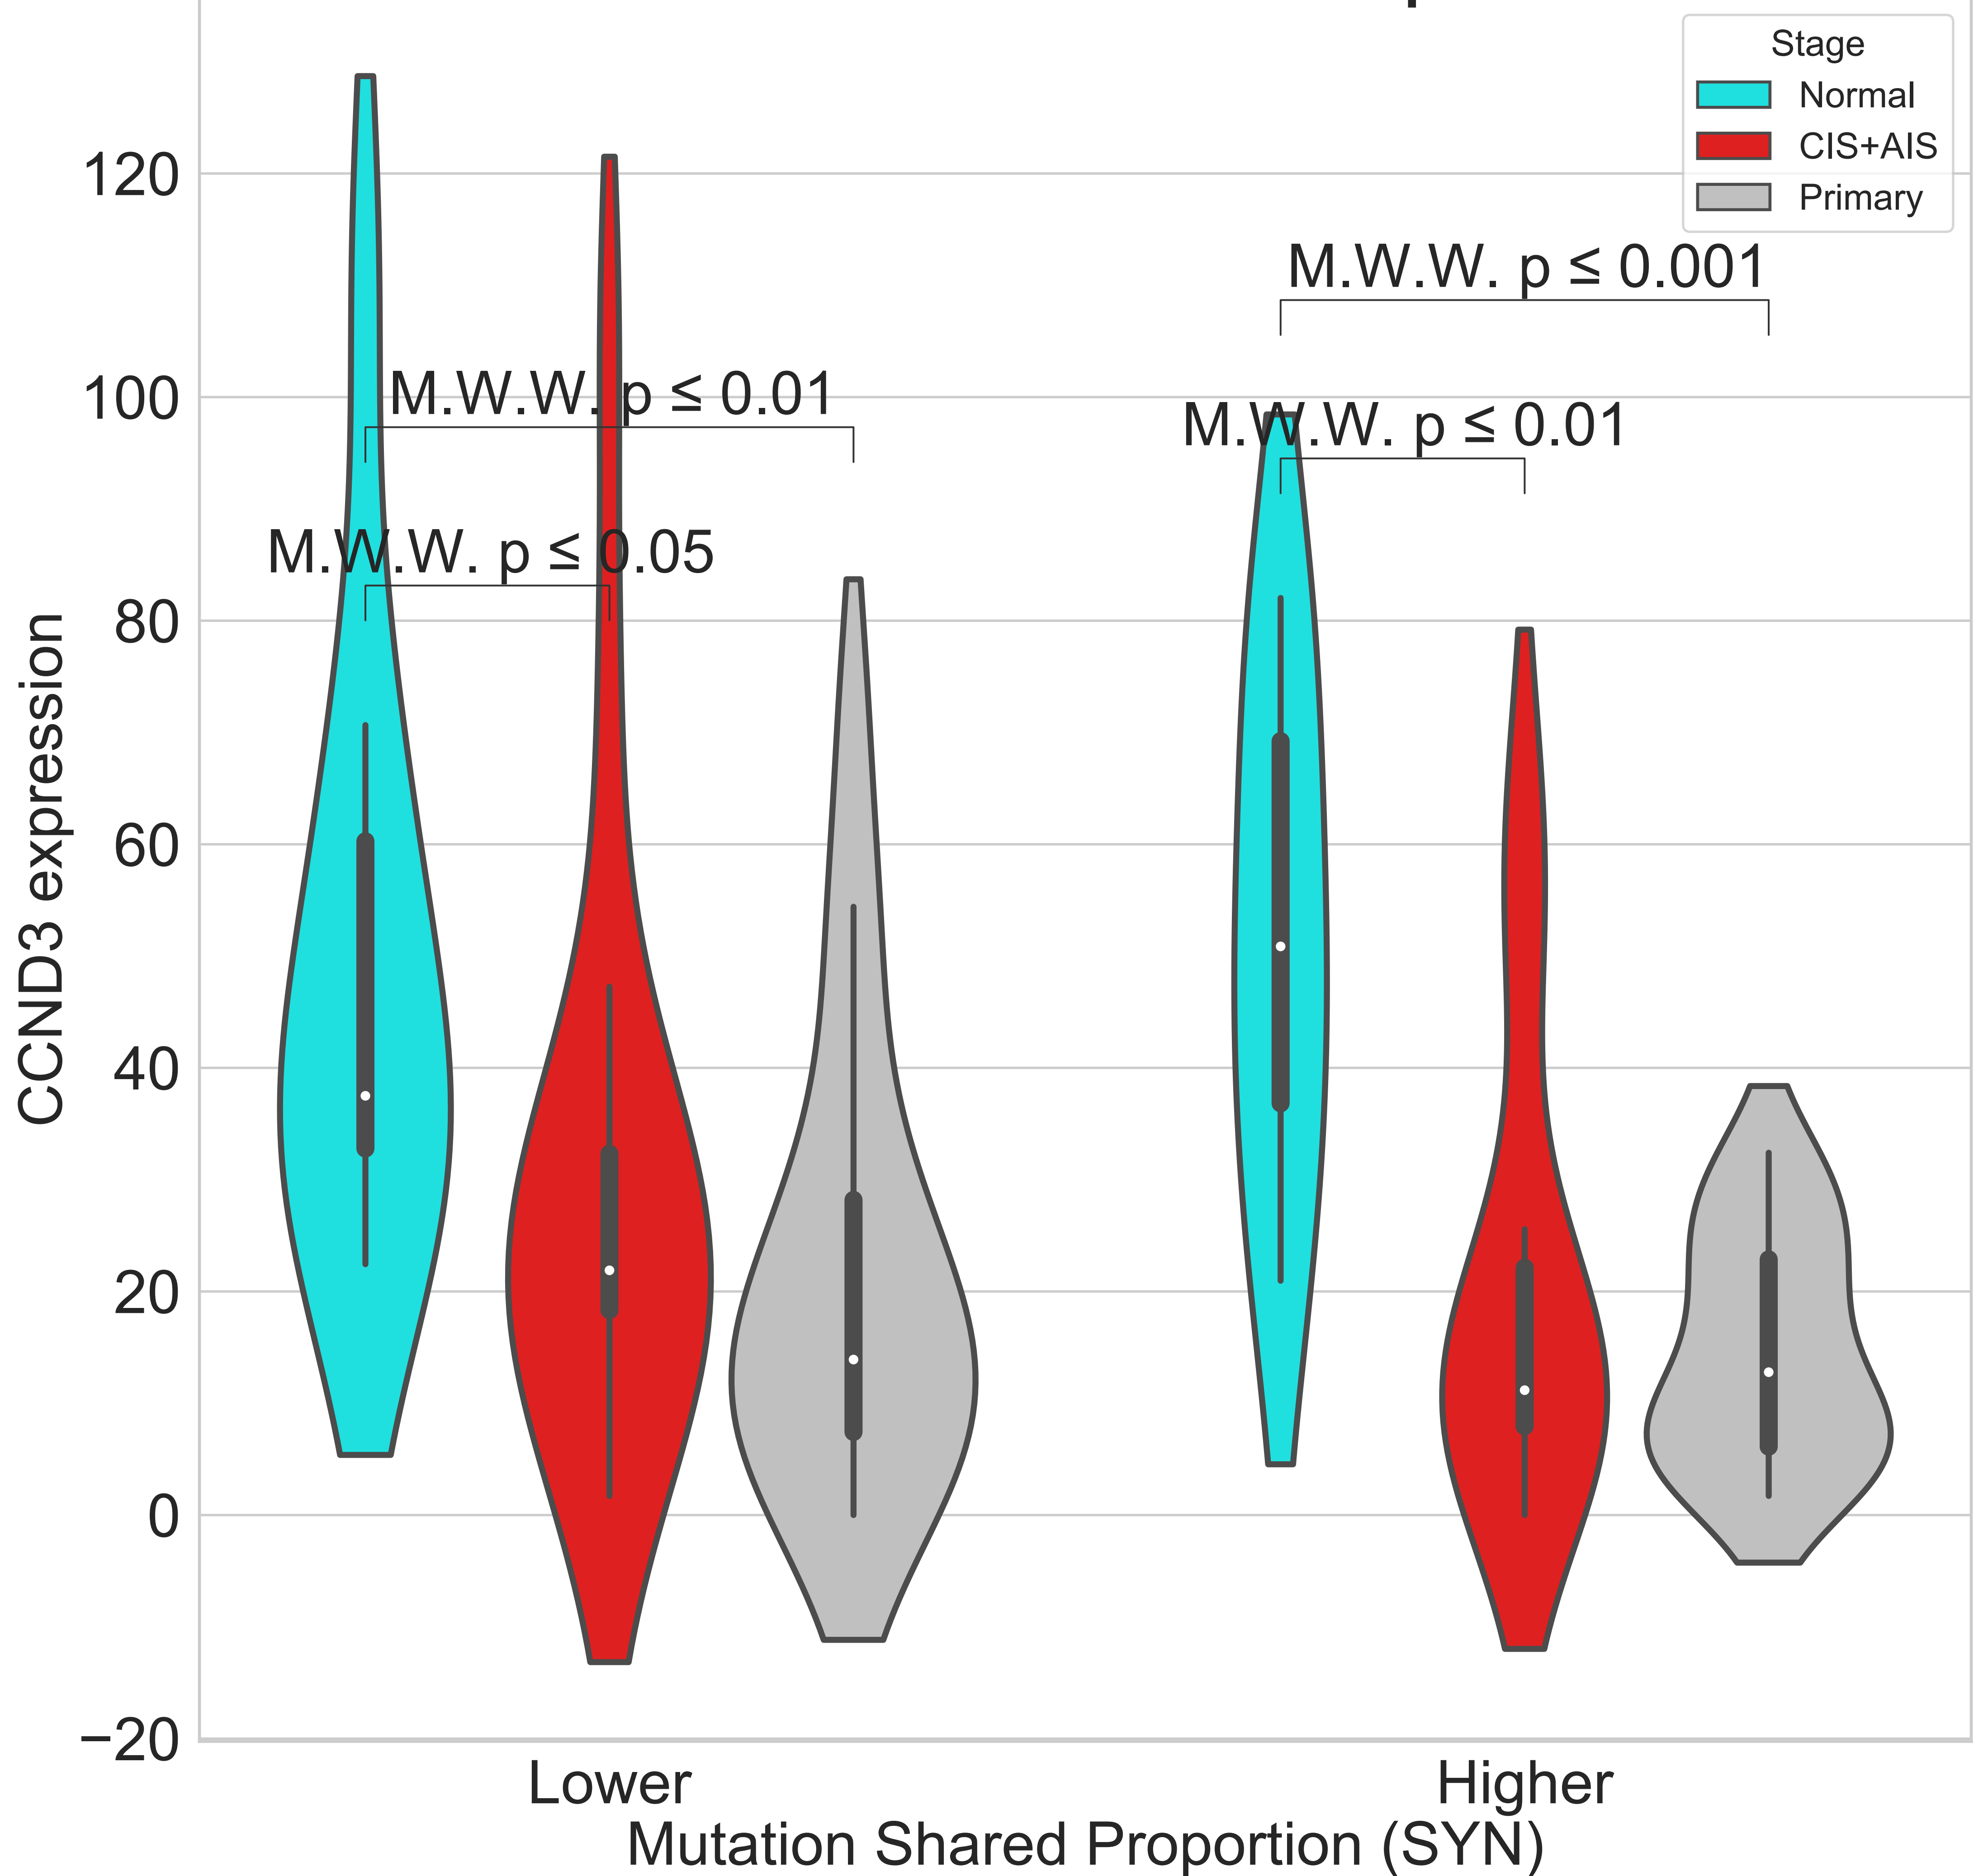 Stage
Normal
CIS+AIS
Primary
120
100
80
60
40
20
0
−20
CCND3 expression
M.W.W. p ≤ 0.001
M.W.W. p ≤ 0.01
M.W.W. p ≤ 0.01
M.W.W. p ≤ 0.05
Lower
Higher
Mutation Shared Proportion (SYN)